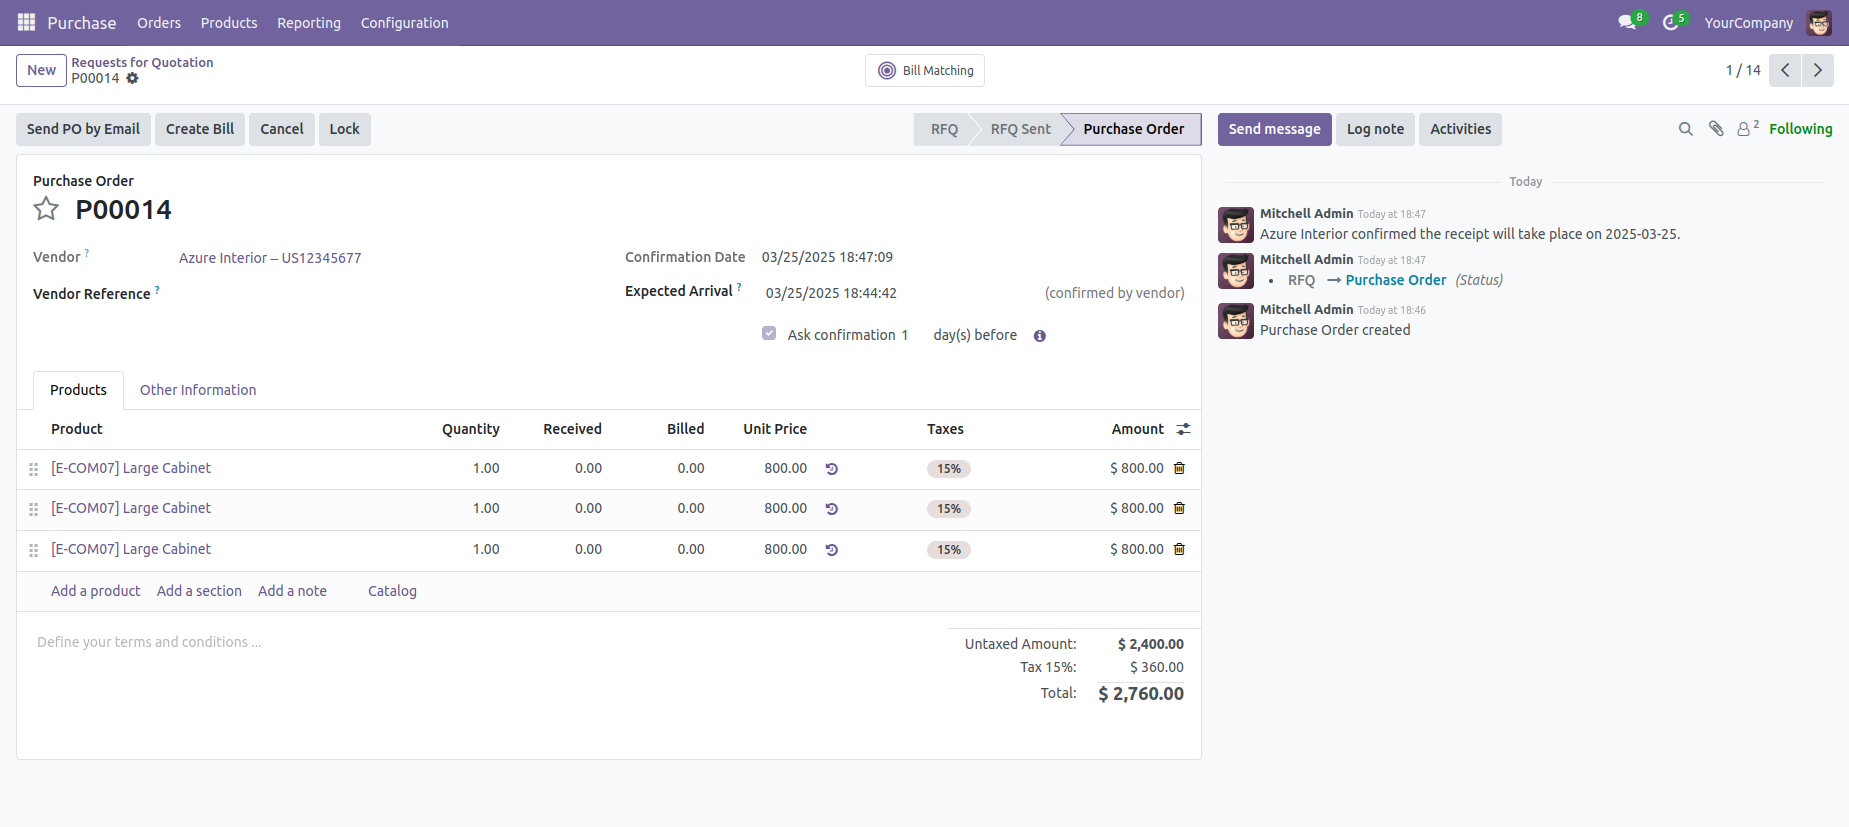 Purchase Orders Products Reporting Configuration 8 5 YourCompany
New Requests for Quotation
P00014
Bill Matching
1 / 14
Send PO by Email Create Bill Cancel Lock RFQ RFQ Sent Purchase Order
Send message Log note Activities 2 Following
Purchase Order
P00014
Vendor ? Azure Interior – US12345677
Vendor Reference ?
Confirmation Date 03/25/2025 18:47:09
Expected Arrival ? 03/25/2025 18:44:42 (confirmed by vendor)
Ask confirmation 1 day(s) before
Products Other Information
Product Quantity Received Billed Unit Price Taxes Amount
[E-COM07] Large Cabinet 1.00 0.00 0.00 800.00 15% $ 800.00
[E-COM07] Large Cabinet 1.00 0.00 0.00 800.00 15% $ 800.00
[E-COM07] Large Cabinet 1.00 0.00 0.00 800.00 15% $ 800.00
Add a product Add a section Add a note Catalog
Define your terms and conditions ...
Untaxed Amount: $ 2,400.00
Tax 15%: $ 360.00
Total: $ 2,760.00
Today
Mitchell Admin Today at 18:47
Azure Interior confirmed the receipt will take place on 2025-03-25.
Mitchell Admin Today at 18:47
• RFQ → Purchase Order (Status)
Mitchell Admin Today at 18:46
Purchase Order created